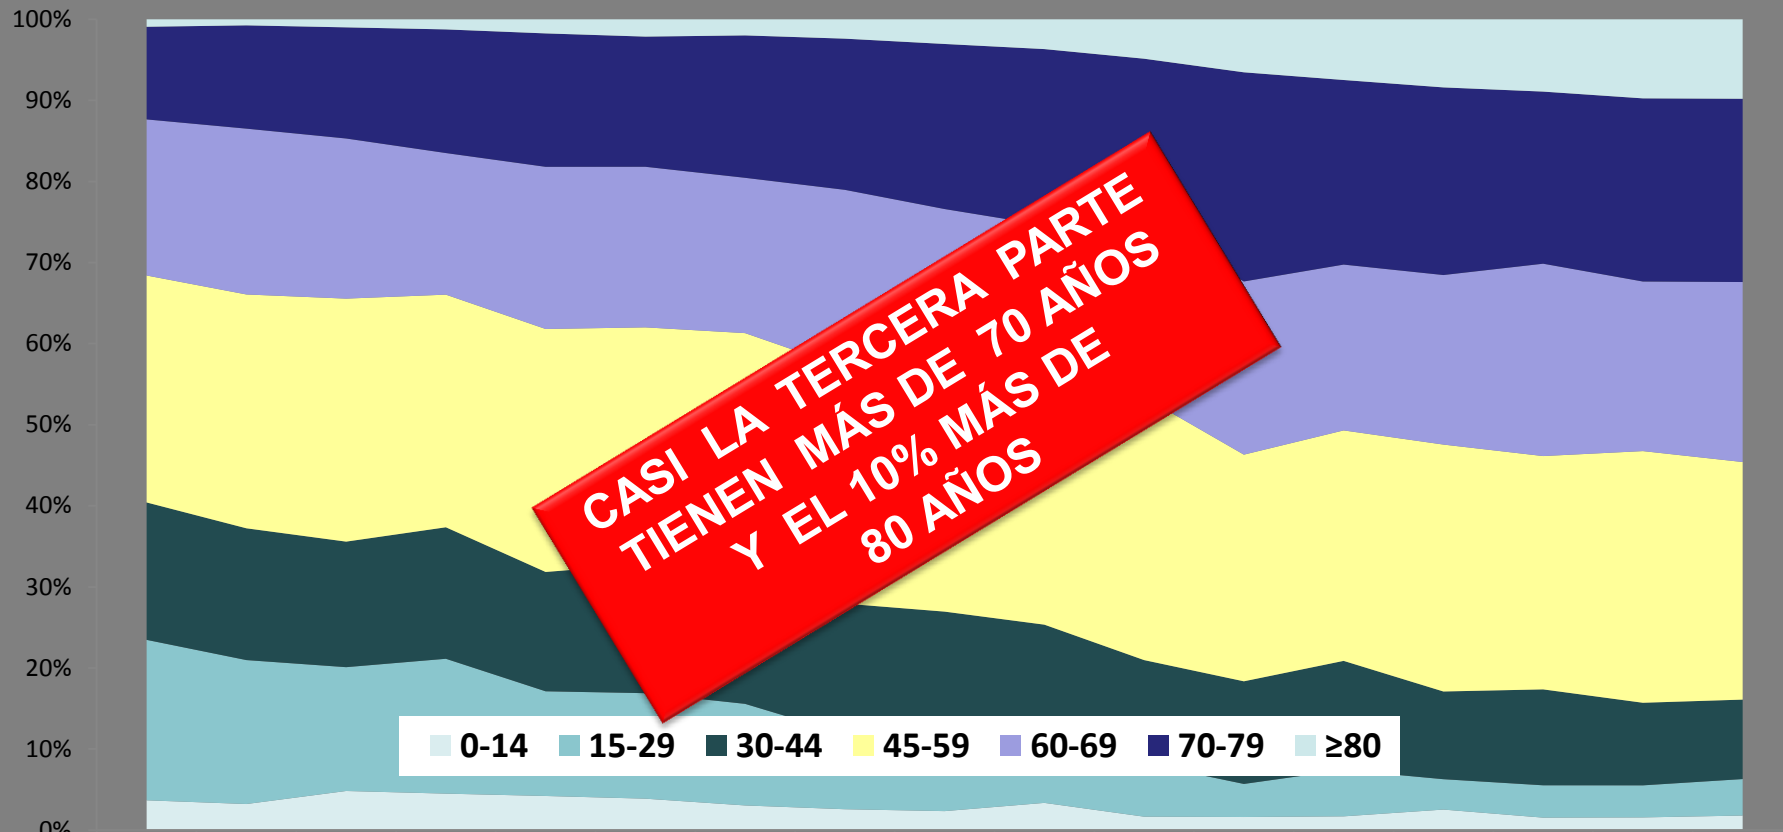 100%
90%
80%
70%
60%
50%
40%
30%
20%
10%
0%
CASI LA TERCERA PARTE
TIENEN MÁS DE 70 AÑOS
Y EL 10% MÁS DE
80 AÑOS
0-14 15-29 30-44 45-59 60-69 70-79 ≥80